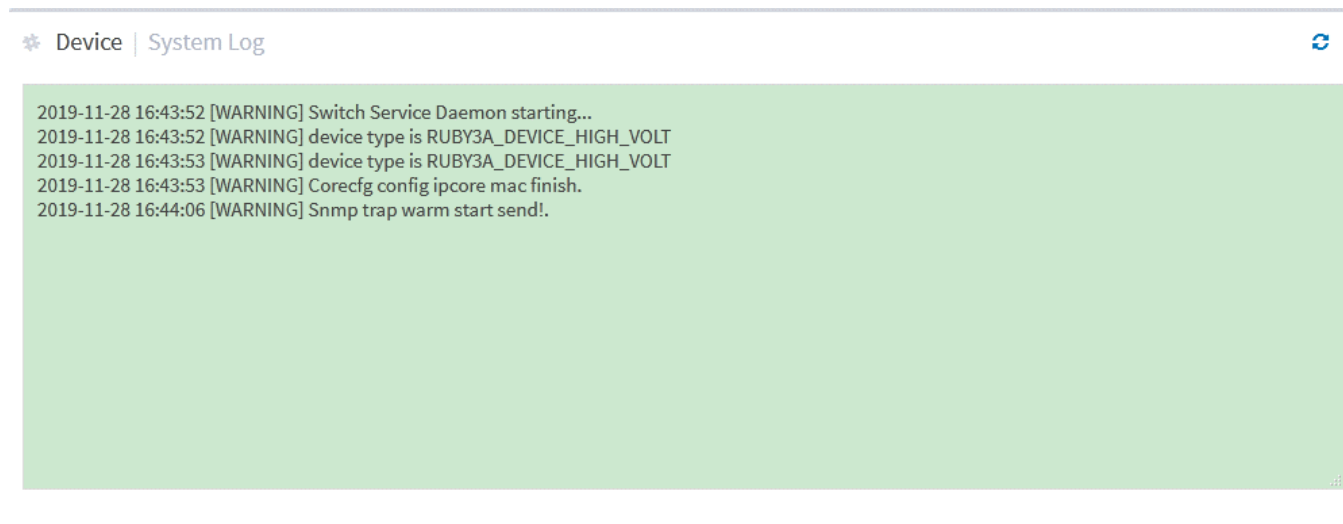 Device | System Log
2019-11-28 16:43:52 [WARNING] Switch Service Daemon starting...
2019-11-28 16:43:52 [WARNING] device type is RUBY3A_DEVICE_HIGH_VOLT
2019-11-28 16:43:53 [WARNING] device type is RUBY3A_DEVICE_HIGH_VOLT
2019-11-28 16:43:53 [WARNING] Corecfg config ipcore mac finish.
2019-11-28 16:44:06 [WARNING] Snmp trap warm start send!.